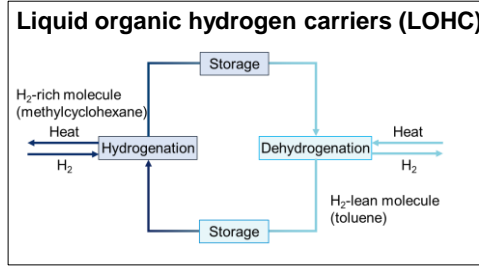 Liquid organic hydrogen carriers (LOHC)
Storage
H₂-rich molecule
(methylcyclohexane)
Heat
Hydrogenation
H₂
Dehydrogenation
Heat
H₂
H₂-lean molecule
(toluene)
Storage